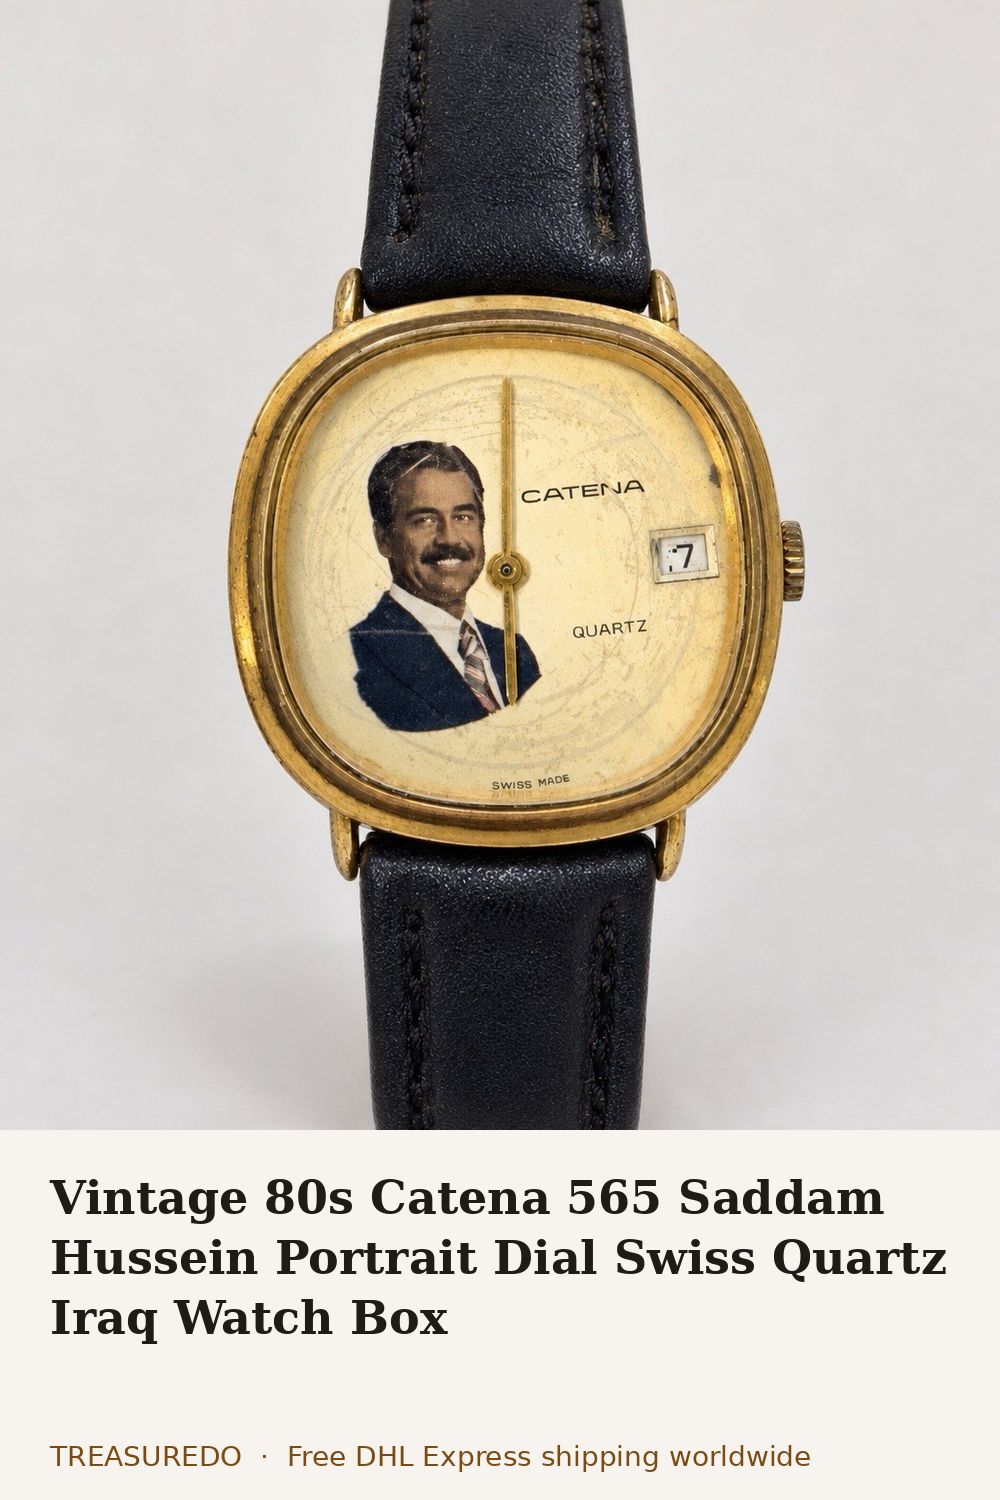 CATENA
.7
QUARTZ
SWISS MADE
Vintage 80s Catena 565 Saddam
Hussein Portrait Dial Swiss Quartz
Iraq Watch Box
TREASUREDO · Free DHL Express shipping worldwide